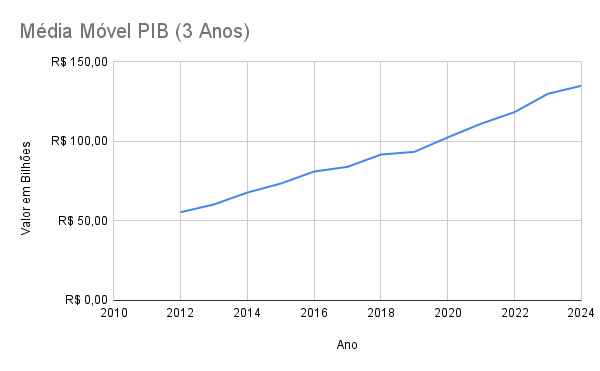 Média Móvel PIB (3 Anos)
R$ 150,00
R$ 100,00
R$ 50,00
R$ 0,00
Valor em Bilhões
2010 2012 2014 2016 2018 2020 2022 2024
Ano